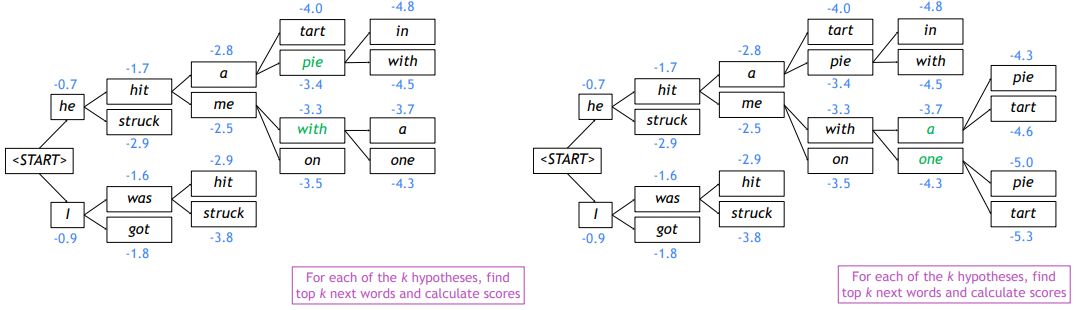 -4.0
-4.8
tart
in
-2.8
-1.7
a
pie
with
-0.7
hit
-3.4
-4.5
he
me
-3.3
-3.7
struck
-2.5
with
a
-2.9
<START>
-2.9
on
one
-1.6
hit
-3.5
-4.3
was
I
struck
got
-0.9
-3.8
-1.8
For each of the k hypotheses, find
top k next words and calculate scores
-4.0
-4.8
tart
in
-2.8
-4.3
-1.7
a
pie
with
pie
-0.7
hit
-3.4
-4.5
he
me
-3.3
-3.7
tart
struck
-2.5
with
a
-4.6
-2.9
<START>
-2.9
on
one
-5.0
-1.6
hit
-3.5
-4.3
pie
was
I
struck
tart
got
-0.9
-3.8
-5.3
-1.8
For each of the k hypotheses, find
top k next words and calculate scores